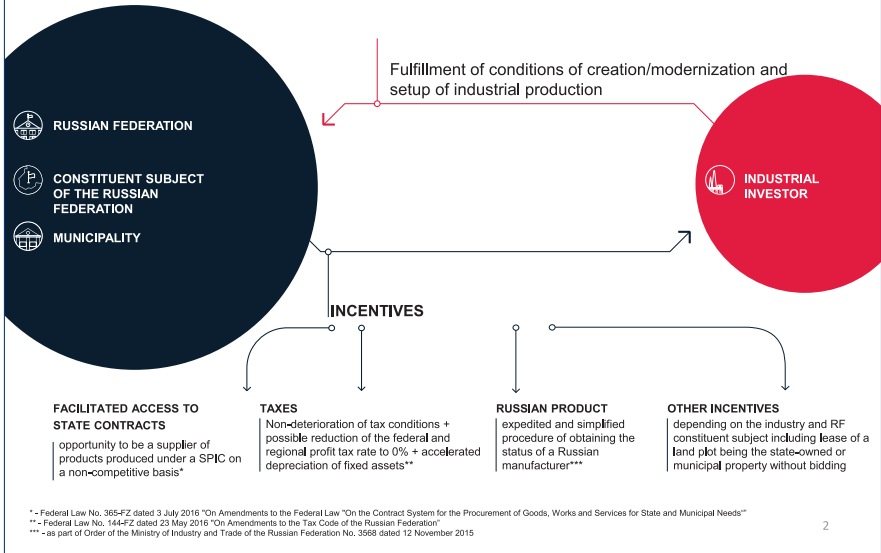 Fulfillment of conditions of creation/modernization and
setup of industrial production
RUSSIAN FEDERATION
CONSTITUENT SUBJECT
OF THE RUSSIAN
FEDERATION
MUNICIPALITY
INDUSTRIAL
INVESTOR
INCENTIVES
FACILITATED ACCESS TO
STATE CONTRACTS
opportunity to be a supplier of
products produced under a SPIC on
a non-competitive basis*
TAXES
Non-deterioration of tax conditions +
possible reduction of the federal and
regional profit tax rate to 0% + accelerated
depreciation of fixed assets**
RUSSIAN PRODUCT
expedited and simplified
procedure of obtaining the
status of a Russian
manufacturer***
OTHER INCENTIVES
depending on the industry and RF
constituent subject including lease of a
land plot being the state-owned or
municipal property without bidding
* - Federal Law No. 365-FZ dated 3 July 2016 "On Amendments to the Federal Law "On the Contract System for the Procurement of Goods, Works and Services for State and Municipal Needs""
** - Federal Law No. 144-FZ dated 23 May 2016 "On Amendments to the Tax Code of the Russian Federation"
*** - as part of Order of the Ministry of Industry and Trade of the Russian Federation No. 3568 dated 12 November 2015
2